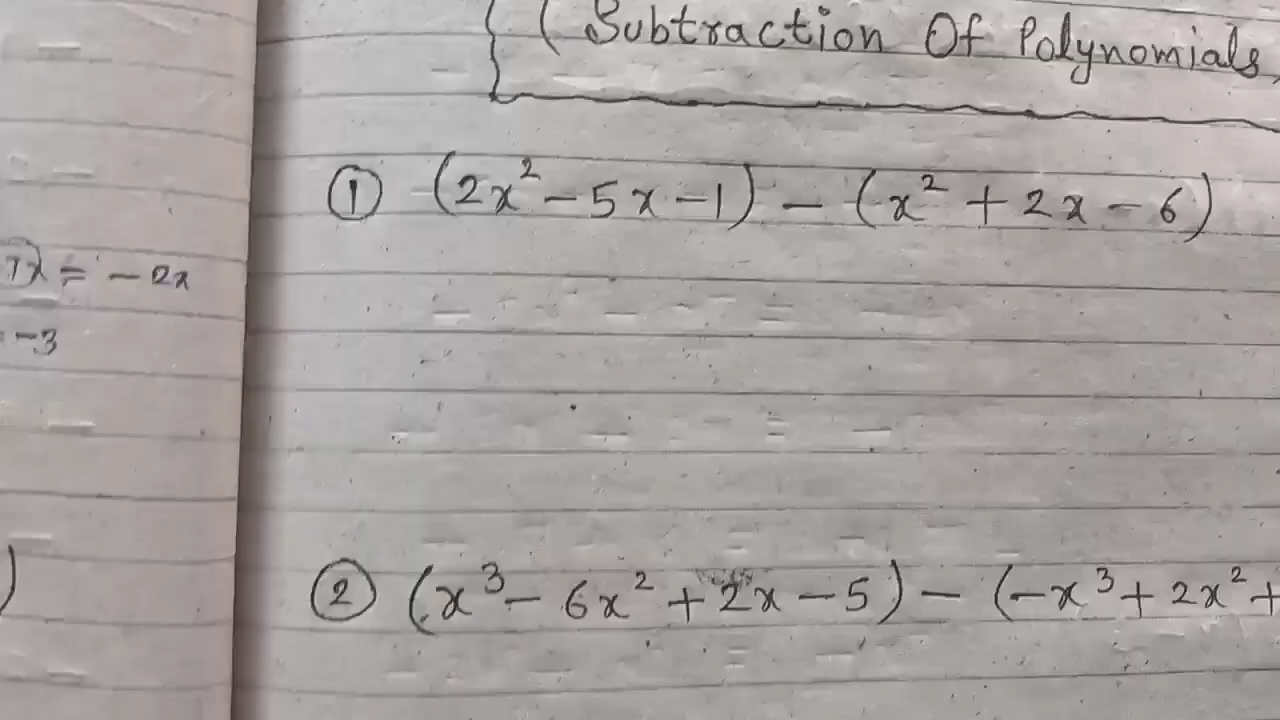 ( Subtraction Of Polynomials
① (2x² - 5x - 1) - (x² + 2x - 6)
= - 2x
-3
)
② (x³ - 6x² + 2x - 5) - (-x³ + 2x² +